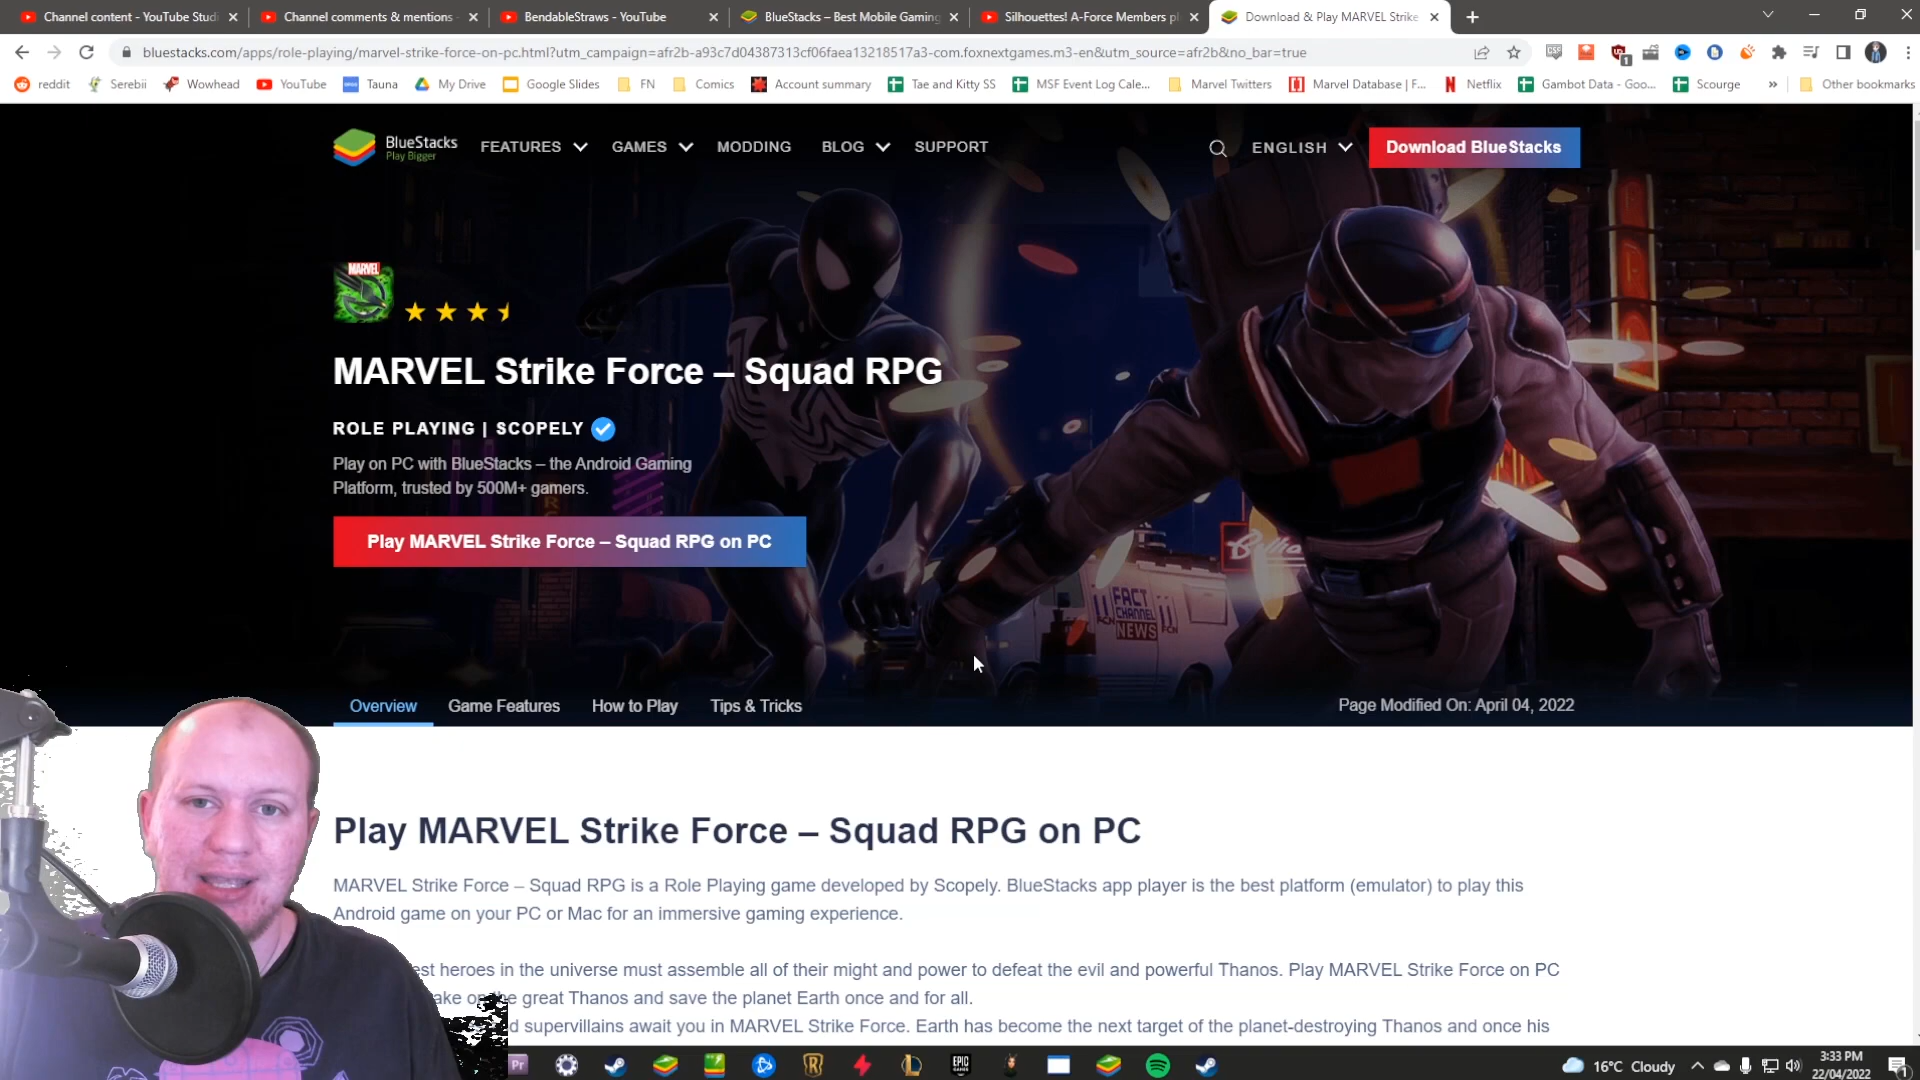 Channel content - YouTube Studi
Channel comments & mentions -
BendableStraws - YouTube
BlueStacks – Best Mobile Gaming
Silhouettes! A-Force Members pl
Download & Play MARVEL Strike
bluestacks.com/apps/role-playing/marvel-strike-force-on-pc.html?utm_campaign=afr2b-a93c7d04387313cf06faea13218517a3-com.foxnextgames.m3-en&utm_source=afr2b&no_bar=true
reddit
Serebii
Wowhead
YouTube
Tauna
My Drive
Google Slides
FN
Comics
Account summary
Tae and Kitty SS
MSF Event Log Cale...
Marvel Twitters
Marvel Database | F...
Netflix
Gambot Data - Goo...
Scourge
Other bookmarks
BlueStacks
Play Bigger
FEATURES
GAMES
MODDING
BLOG
SUPPORT
ENGLISH
Download BlueStacks
MARVEL
MARVEL Strike Force – Squad RPG
ROLE PLAYING | SCOPELY
Play on PC with BlueStacks – the Android Gaming
Platform, trusted by 500M+ gamers.
Play MARVEL Strike Force – Squad RPG on PC
FACT
CHANNEL
NEWS
Overview
Game Features
How to Play
Tips & Tricks
Page Modified On: April 04, 2022
Play MARVEL Strike Force – Squad RPG on PC
MARVEL Strike Force – Squad RPG is a Role Playing game developed by Scopely. BlueStacks app player is the best platform (emulator) to play this
Android game on your PC or Mac for an immersive gaming experience.
est heroes in the universe must assemble all of their might and power to defeat the evil and powerful Thanos. Play MARVEL Strike Force on PC
ake on the great Thanos and save the planet Earth once and for all.
d supervillains await you in MARVEL Strike Force. Earth has become the next target of the planet-destroying Thanos and once his
Pr
EPIC
GAMES
16°C Cloudy
3:33 PM
22/04/2022
1